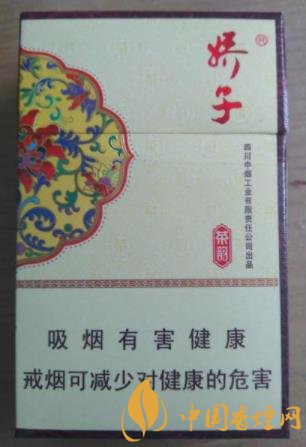 娇子®
四川中烟工业有限责任公司出品
茶韵
吸烟有害健康
戒烟可减少对健康的危害
中国香烟网